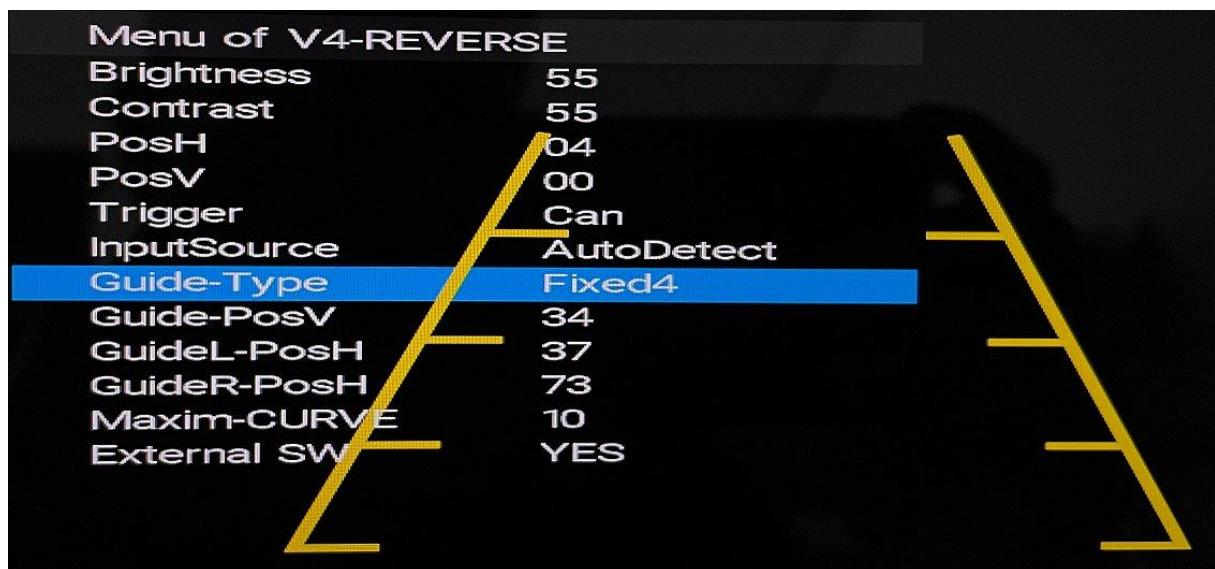 Menu of V4-REVERSE
Brightness 55
Contrast 55
PosH 04
PosV 00
Trigger Can
InputSource AutoDetect
Guide-Type Fixed4
Guide-PosV 34
GuideL-PosH 37
GuideR-PosH 73
Maxim-CURVE 10
External SW YES